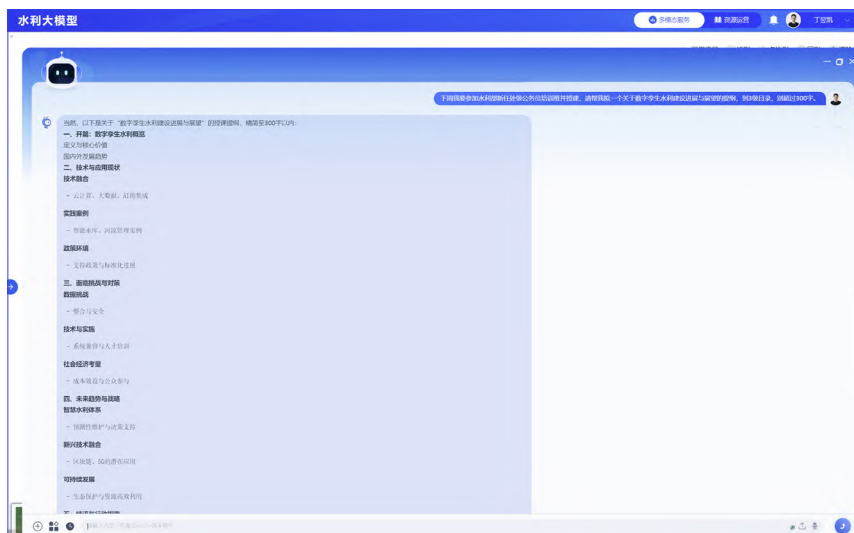 水利大模型
多模态服务
资源运营
下周我要参加水利部新任处级公务员培训班并授课，请帮我拟一个关于数字孪生水利建设进展与展望的提纲，到3级目录，别超过300字。
当然，以下是关于“数字孪生水利建设进展与展望”的授课提纲，精简至300字以内：
一、开篇：数字孪生水利概览
定义与核心价值
国内外发展趋势
二、技术与应用现状
技术融合
- 云计算、大数据、AI的集成
实践案例
- 智能水库、河流管理案例
政策环境
- 支持政策与标准化进展
三、面临挑战与对策
数据挑战
- 整合与安全
技术与实施
- 系统兼容与人才培训
社会经济考量
- 成本效益与公众参与
四、未来趋势与战略
智慧水利体系
- 预测性维护与决策支持
新兴技术融合
- 区块链、5G的潜在应用
可持续发展
- 生态保护与资源高效利用